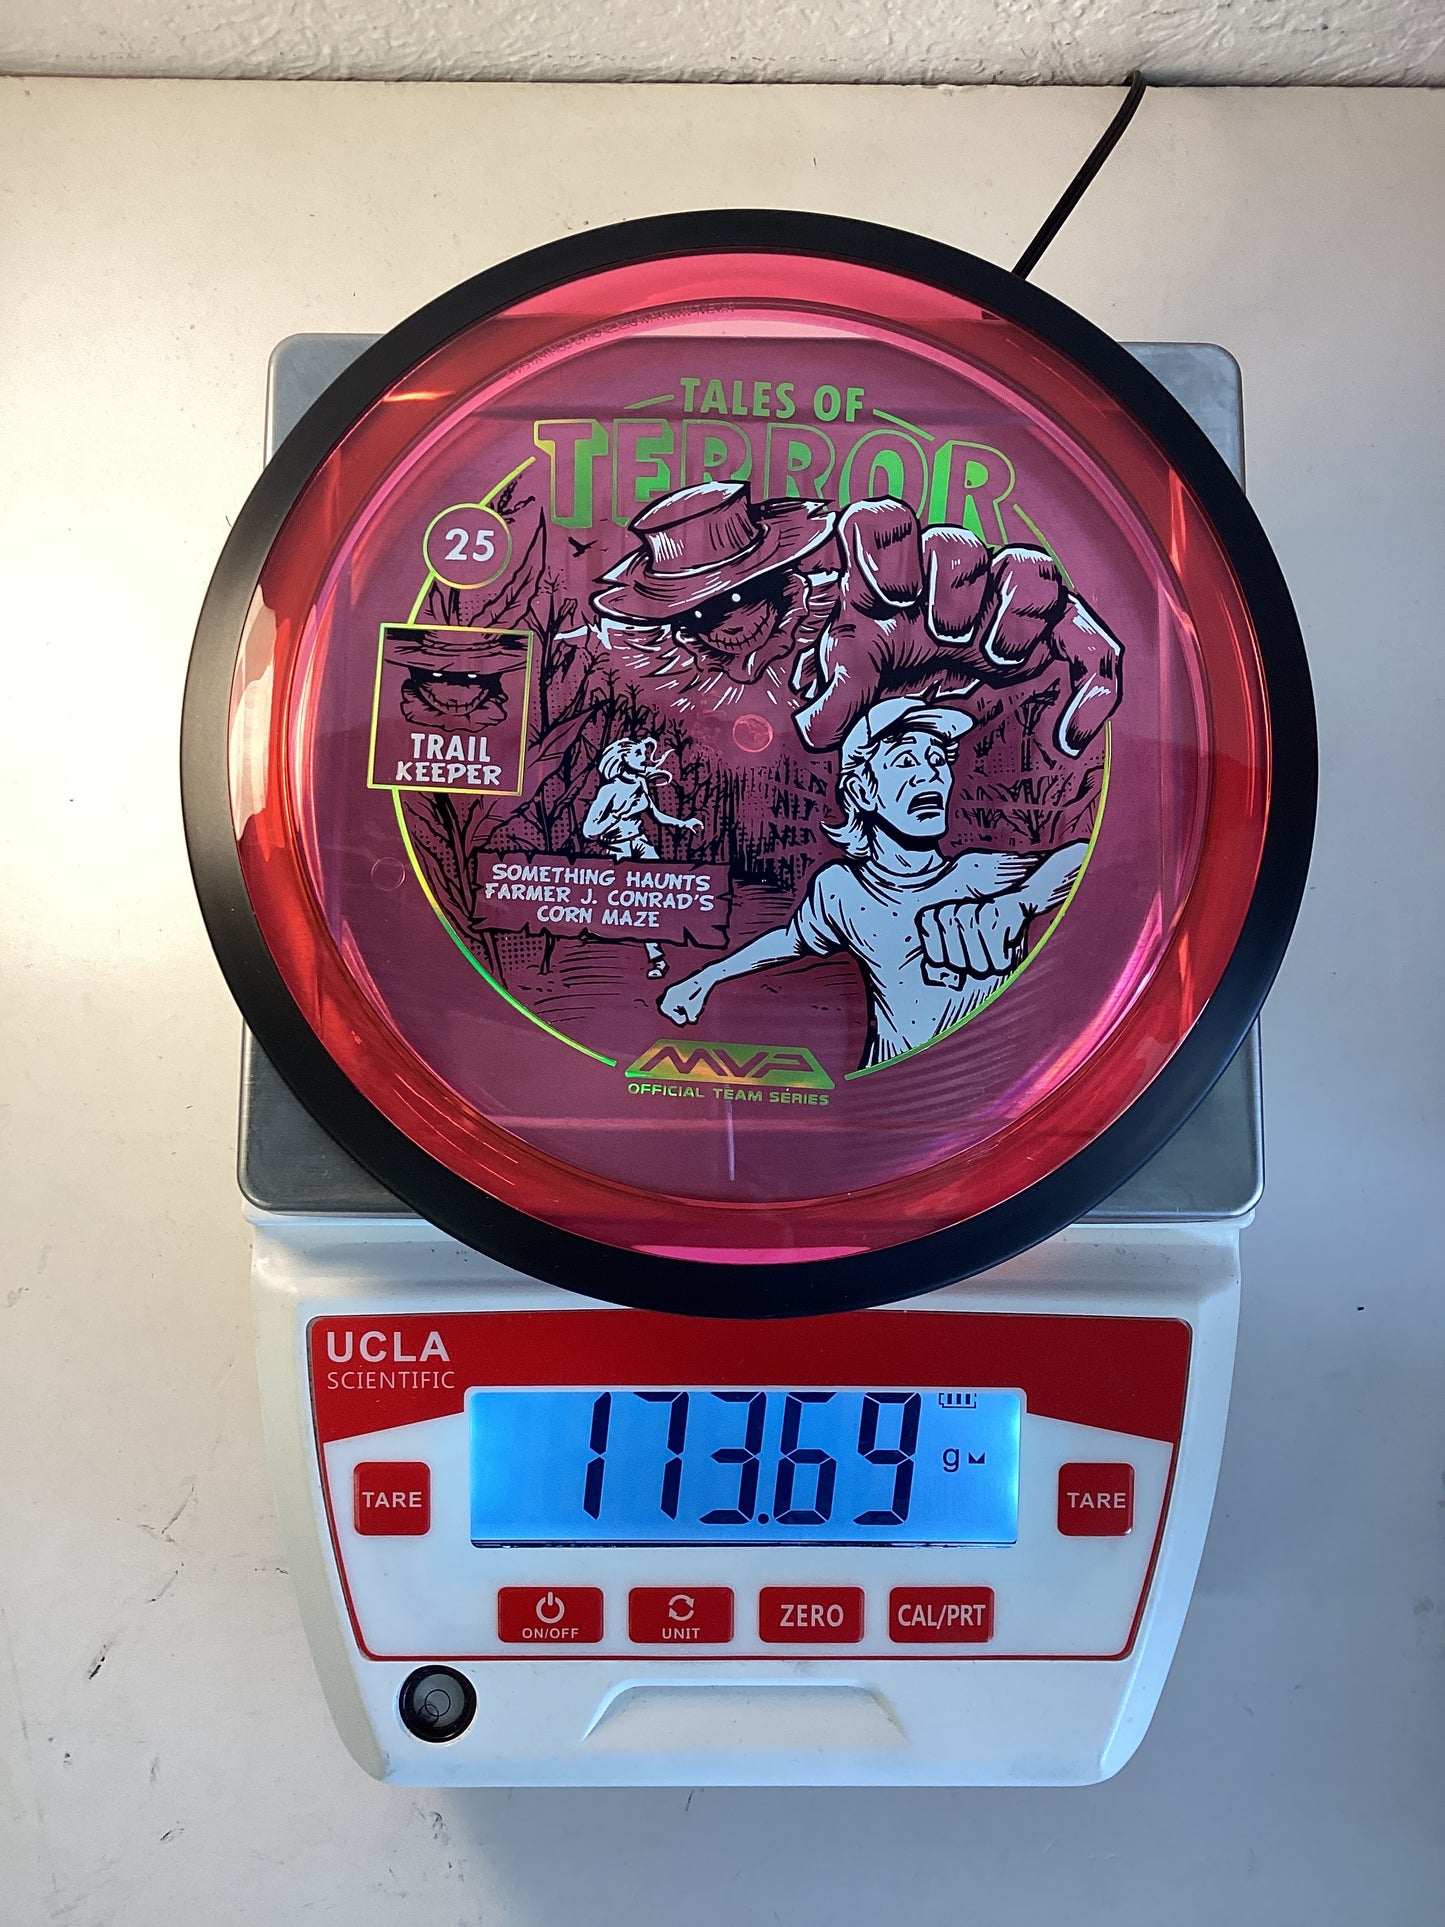 TALES OF
TERROR
25
TRAIL
KEEPER
SOMETHING HAUNTS
FARMER J. CONRAD'S
CORN MAZE
MVP
OFFICIAL TEAM SERIES
UCLA
SCIENTIFIC
173.69 g
TARE
TARE
ON/OFF
UNIT
ZERO
CAL/PRT